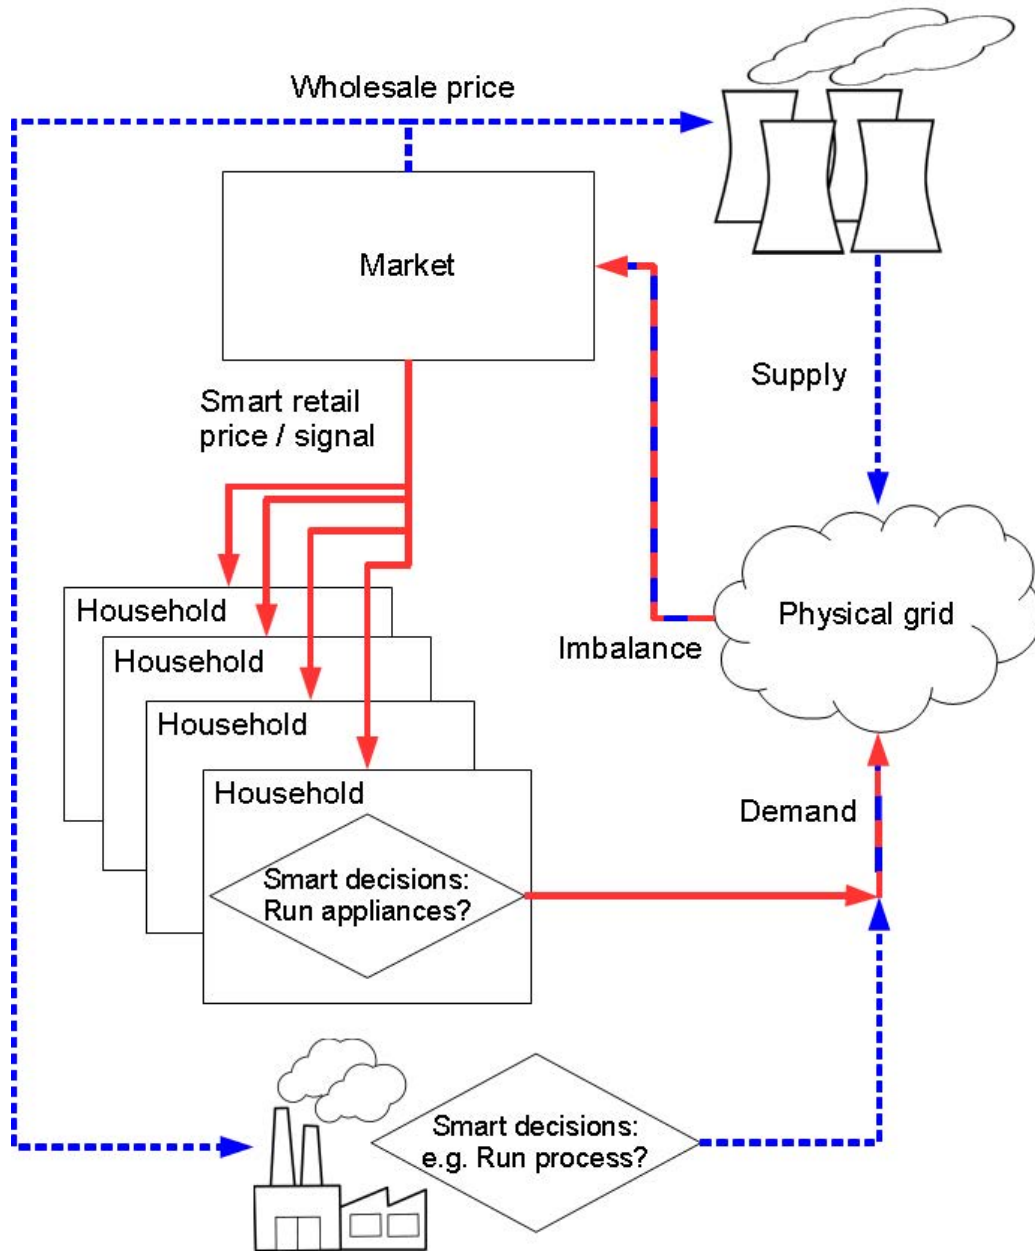 Wholesale price
Market
Supply
Smart retail
price / signal
Household
Household
Household
Household
Physical grid
Imbalance
Demand
Smart decisions:
Run appliances?
Smart decisions:
e.g. Run process?